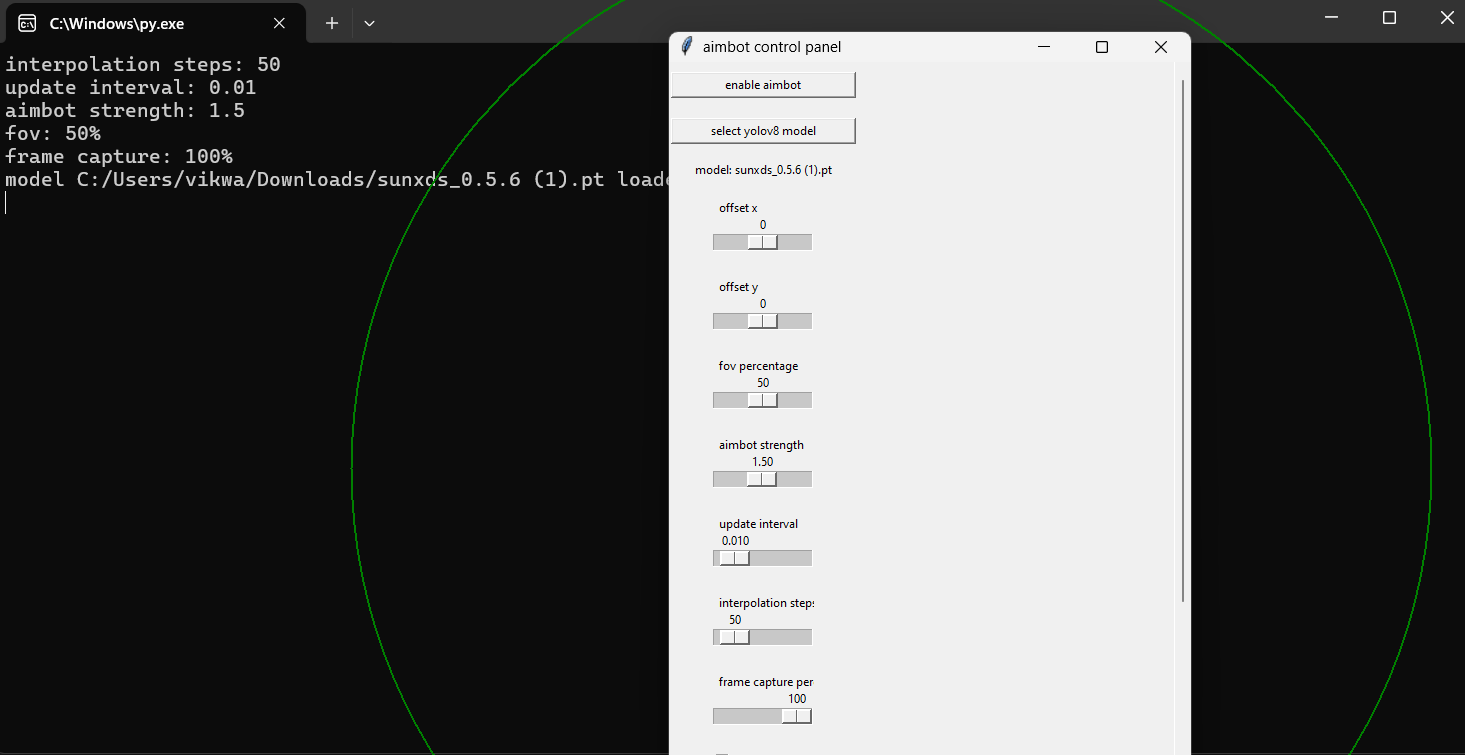 C:\Windows\py.exe
interpolation steps: 50
update interval: 0.01
aimbot strength: 1.5
fov: 50%
frame capture: 100%
model C:/Users/vikwa/Downloads/sunxds_0.5.6 (1).pt loade
aimbot control panel
enable aimbot
select yolov8 model
model: sunxds_0.5.6 (1).pt
offset x
0
offset y
0
fov percentage
50
aimbot strength
1.50
update interval
0.010
interpolation steps
50
frame capture per
100